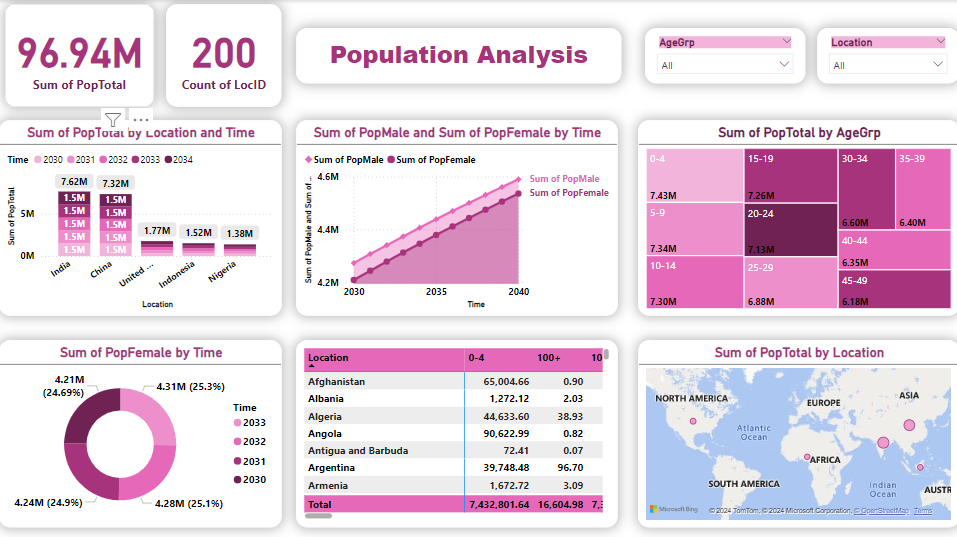 96.94M
Sum of PopTotal
200
Count of LocID
Population Analysis
AgeGrp
All
Location
All
Sum of PopTotal by Location and Time
Time 2030 2031 2032 2033 2034
Sum of PopTotal
5M
0M
7.62M
1.5M
1.5M
1.5M
1.5M
1.5M
7.32M
1.5M
1.5M
1.5M
1.5M
1.5M
1.77M
1.52M
1.38M
India
China
United ...
Indonesia
Nigeria
Location
Sum of PopMale and Sum of PopFemale by Time
Sum of PopMale Sum of PopFemale
Sum of PopMale and Sum of ...
4.6M
4.4M
4.2M
Sum of PopMale
Sum of PopFemale
2030 2035 2040
Time
Sum of PopTotal by AgeGrp
0-4
7.43M
5-9
7.34M
10-14
7.30M
15-19
7.26M
20-24
7.13M
25-29
6.88M
30-34
6.60M
35-39
6.40M
40-44
6.35M
45-49
6.18M
Sum of PopFemale by Time
4.21M
(24.69%)
4.31M (25.3%)
4.24M (24.9%)
4.28M (25.1%)
Time
2033
2032
2031
2030
Location 0-4 100+ 10
Afghanistan 65,004.66 0.90
Albania 1,272.12 2.03
Algeria 44,633.60 38.93
Angola 90,622.99 0.82
Antigua and Barbuda 72.41 0.07
Argentina 39,748.48 96.70
Armenia 1,672.72 3.09
Total 7,432,801.64 16,604.98 7,3
Sum of PopTotal by Location
NORTH AMERICA
EUROPE
ASIA
Atlantic
Ocean
AFRICA
SOUTH AMERICA
Indian
Ocean
AUSTR
Microsoft Bing
© 2024 TomTom, © 2024 Microsoft Corporation, © OpenStreetMap Terms